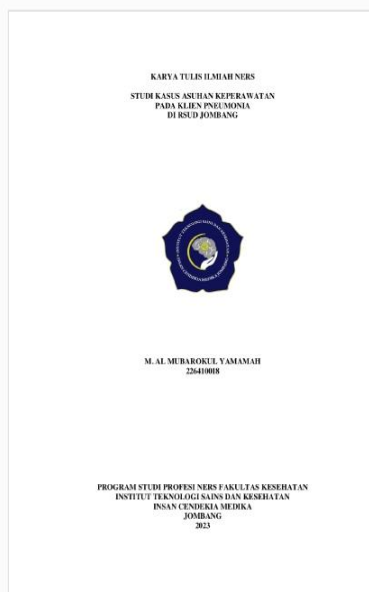 KARYA TULIS ILMIAH NERS
STUDI KASUS ASUHAN KEPERAWATAN
PADA KLIEN PNEUMONIA
DI RSUD JOMBANG
M. AL MUBAROKUL YAMAMAH
226410018
PROGRAM STUDI PROFESI NERS FAKULTAS KESEHATAN
INSTITUT TEKNOLOGI SAINS DAN KESEHATAN
INSAN CENDEKIA MEDIKA
JOMBANG
2023